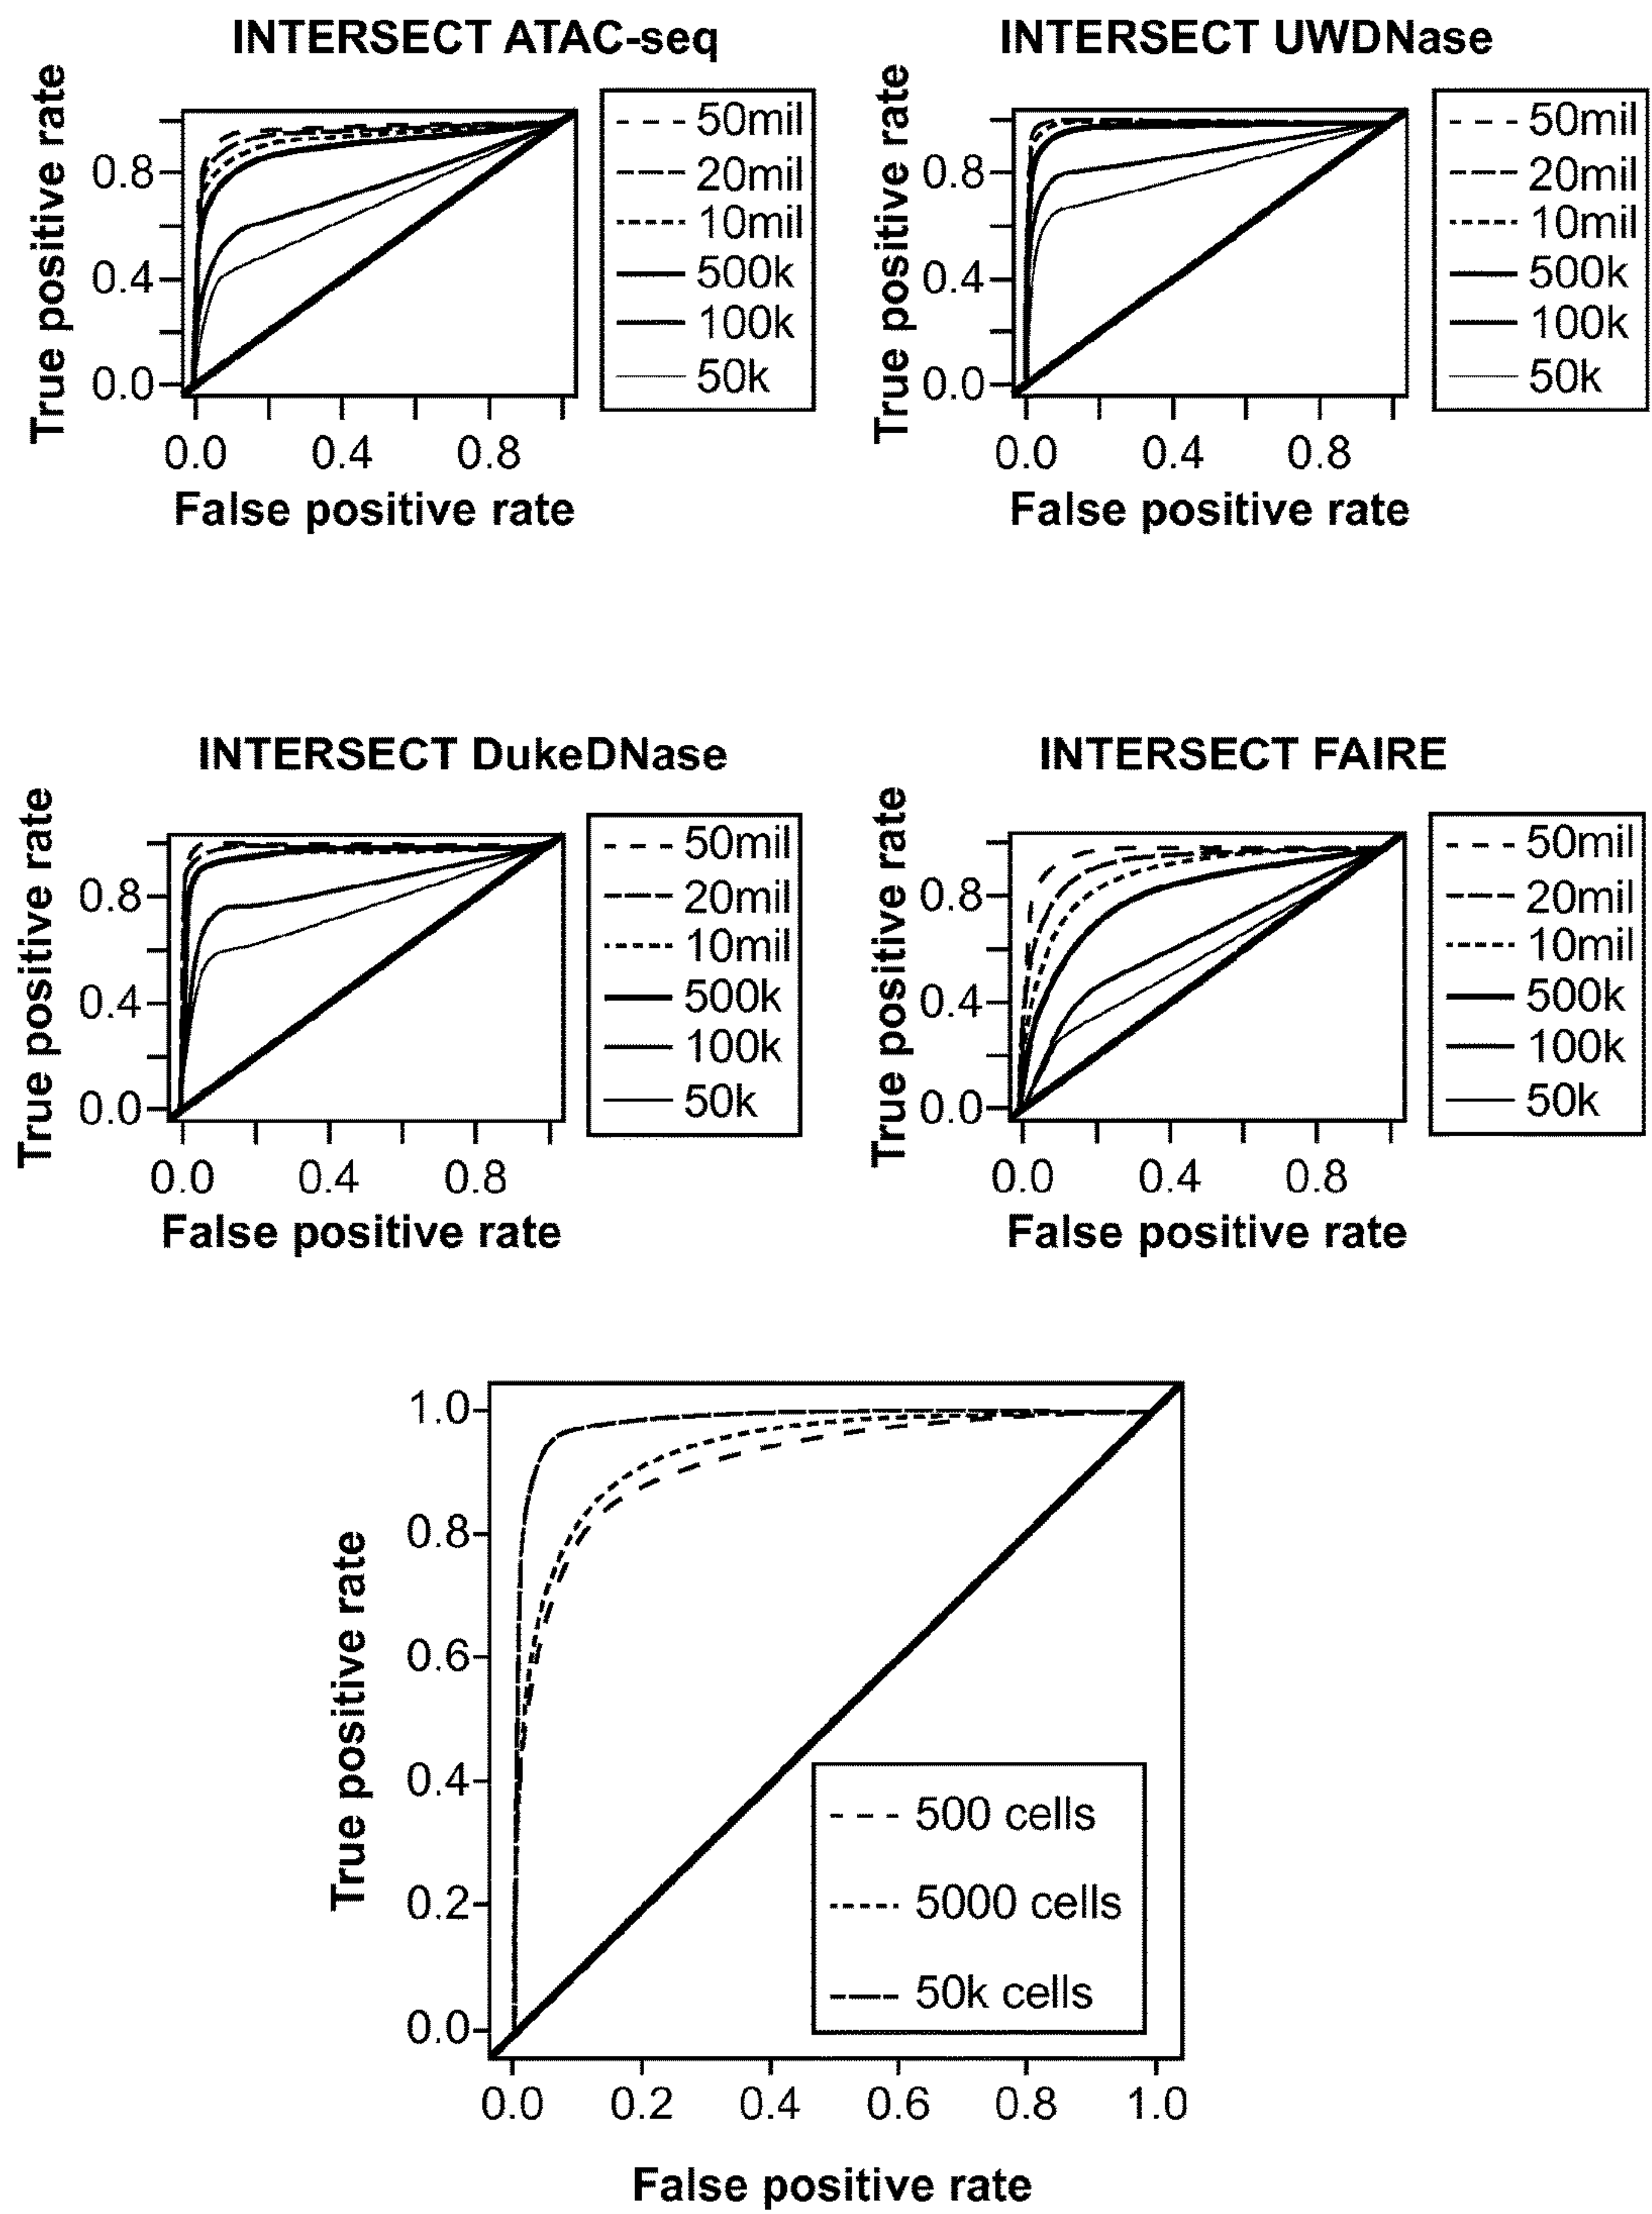 INTERSECT ATAC-seq
True positive rate
0.8
0.4
0.0
0.0 0.4 0.8
False positive rate
50mil
20mil
10mil
500k
100k
50k
INTERSECT UWDNase
True positive rate
0.8
0.4
0.0
0.0 0.4 0.8
False positive rate
50mil
20mil
10mil
500k
100k
50k
INTERSECT DukeDNase
True positive rate
0.8
0.4
0.0
0.0 0.4 0.8
False positive rate
50mil
20mil
10mil
500k
100k
50k
INTERSECT FAIRE
True positive rate
0.8
0.4
0.0
0.0 0.4 0.8
False positive rate
50mil
20mil
10mil
500k
100k
50k
True positive rate
1.0
0.8
0.6
0.4
0.2
0.0
500 cells
5000 cells
50k cells
0.0 0.2 0.4 0.6 0.8 1.0
False positive rate